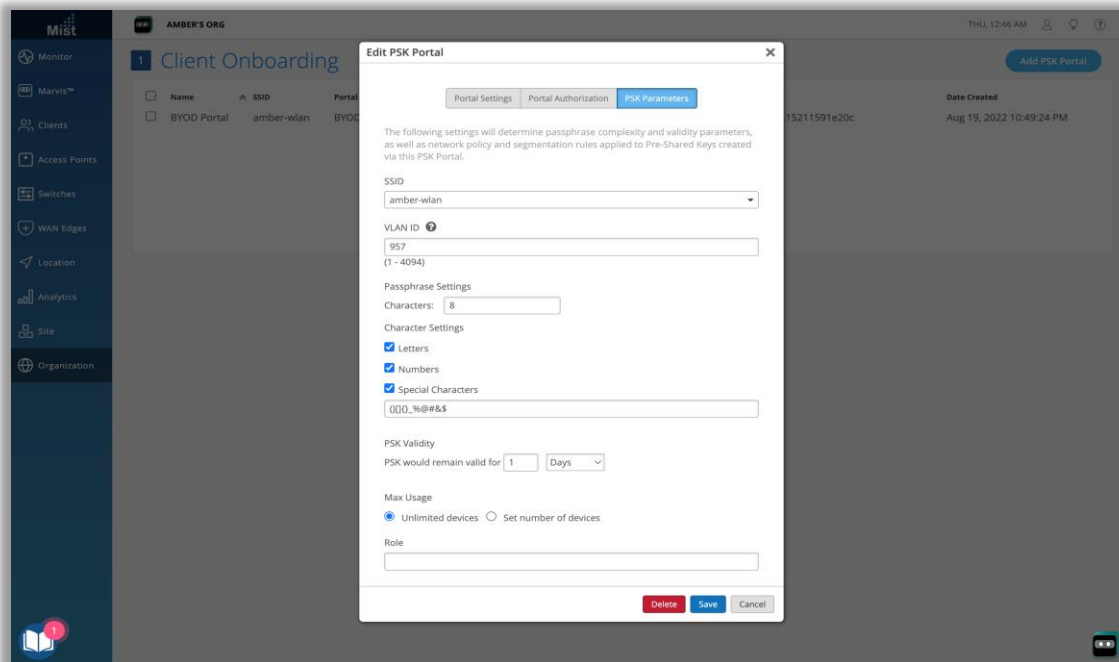 Mist
AMBER'S ORG
THU, 12:46 AM
Monitor
Marvis™
Clients
Access Points
Switches
WAN Edges
Location
Analytics
Site
Organization
1 Client Onboarding
Add PSK Portal
Name SSID Portal Date Created
BYOD Portal amber-wlan BYOD 15211591e20c Aug 19, 2022 10:49:24 PM
Edit PSK Portal
Portal Settings Portal Authorization PSK Parameters
The following settings will determine passphrase complexity and validity parameters,
as well as network policy and segmentation rules applied to Pre-Shared Keys created
via this PSK Portal.
SSID
amber-wlan
VLAN ID
957
(1 - 4094)
Passphrase Settings
Characters: 8
Character Settings
Letters
Numbers
Special Characters
()[]{}_%@#&$
PSK Validity
PSK would remain valid for 1 Days
Max Usage
Unlimited devices Set number of devices
Role
Delete Save Cancel
1